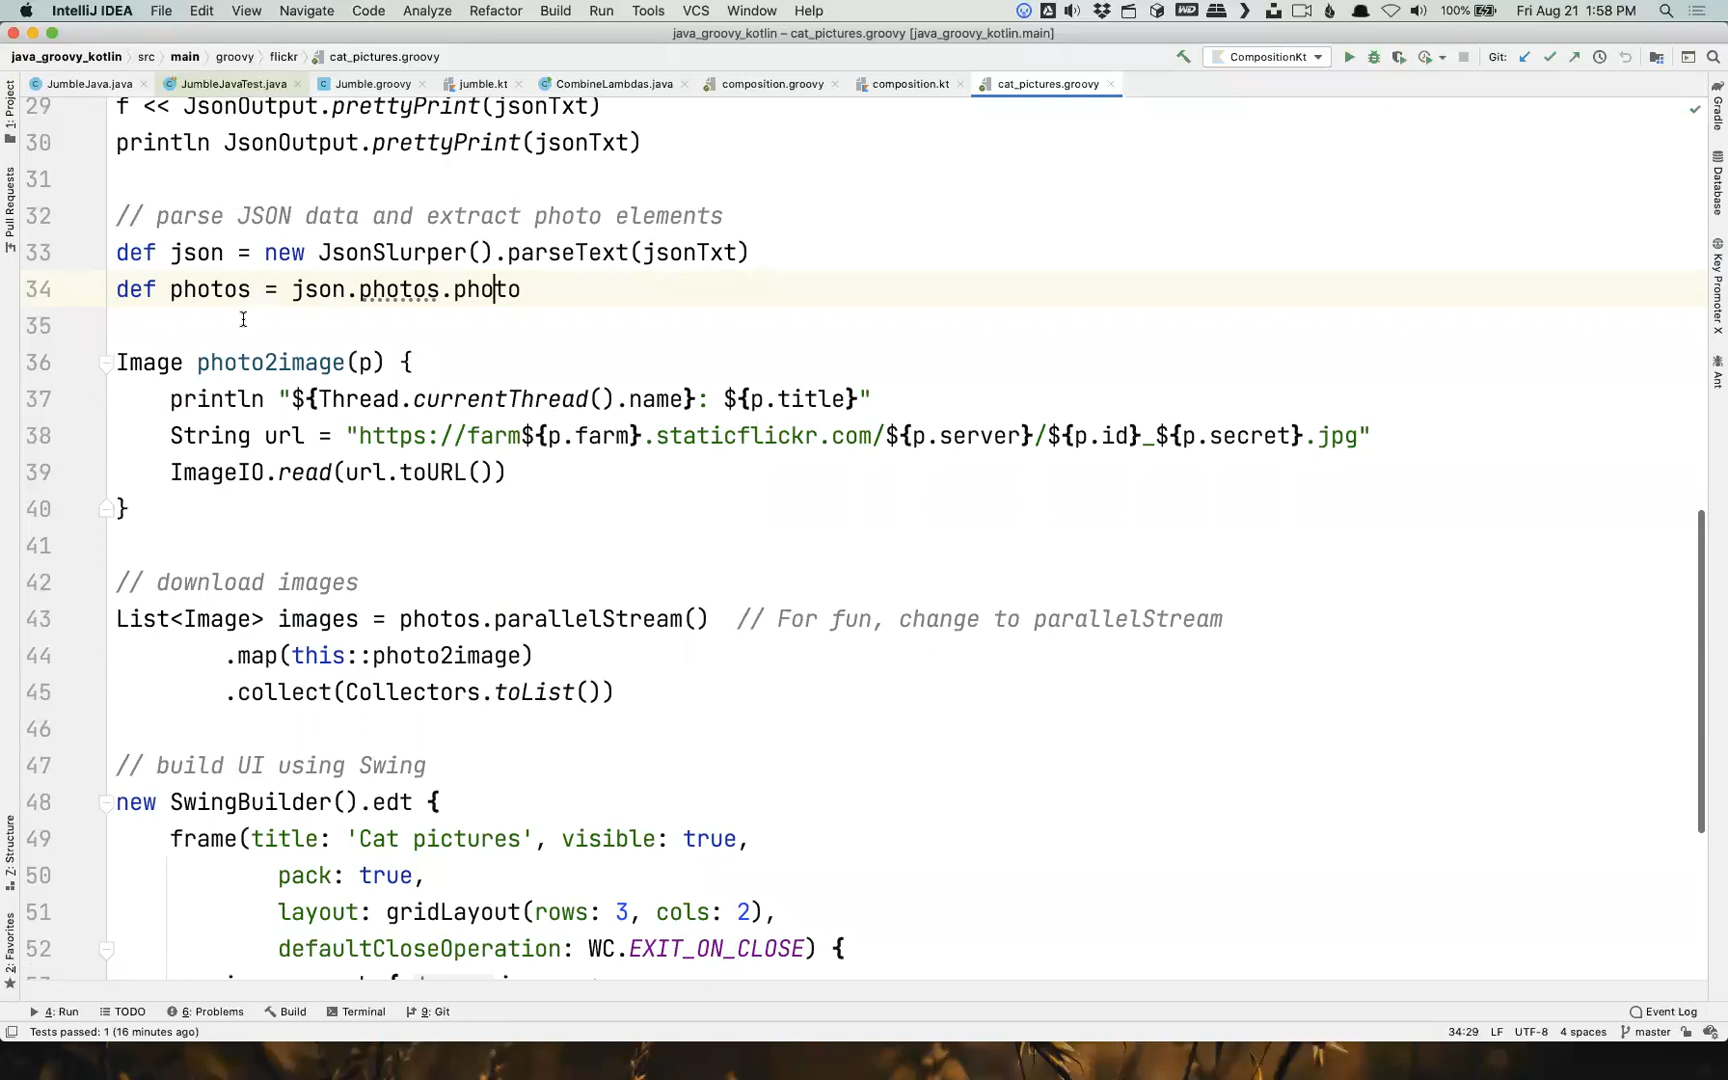 IntelliJ IDEA File Edit View Navigate Code Analyze Refactor Build Run Tools VCS Window Help 100% Fri Aug 21 1:58 PM
java_groovy_kotlin – cat_pictures.groovy [java_groovy_kotlin.main]
java_groovy_kotlin src main groovy flickr cat_pictures.groovy CompositionKt Git:
JumbleJava.java JumbleJavaTest.java Jumble.groovy jumble.kt CombineLambdas.java composition.groovy composition.kt cat_pictures.groovy
1: Project
Pull Requests
Z: Structure
2: Favorites
29 f << JsonOutput.prettyPrint(jsonTxt)
30 println JsonOutput.prettyPrint(jsonTxt)
31
32 // parse JSON data and extract photo elements
33 def json = new JsonSlurper().parseText(jsonTxt)
34 def photos = json.photos.photo
35
36 Image photo2image(p) {
37 println "${Thread.currentThread().name}: ${p.title}"
38 String url = "https://farm${p.farm}.staticflickr.com/${p.server}/${p.id}_${p.secret}.jpg"
39 ImageIO.read(url.toURL())
40 }
41
42 // download images
43 List<Image> images = photos.parallelStream() // For fun, change to parallelStream
44 .map(this::photo2image)
45 .collect(Collectors.toList())
46
47 // build UI using Swing
48 new SwingBuilder().edt {
49 frame(title: 'Cat pictures', visible: true,
50 pack: true,
51 layout: gridLayout(rows: 3, cols: 2),
52 defaultCloseOperation: WC.EXIT_ON_CLOSE) {
Gradle
Database
Key Promoter X
Ant
4: Run TODO 6: Problems Build Terminal 9: Git Event Log
Tests passed: 1 (16 minutes ago) 34:29 LF UTF-8 4 spaces master